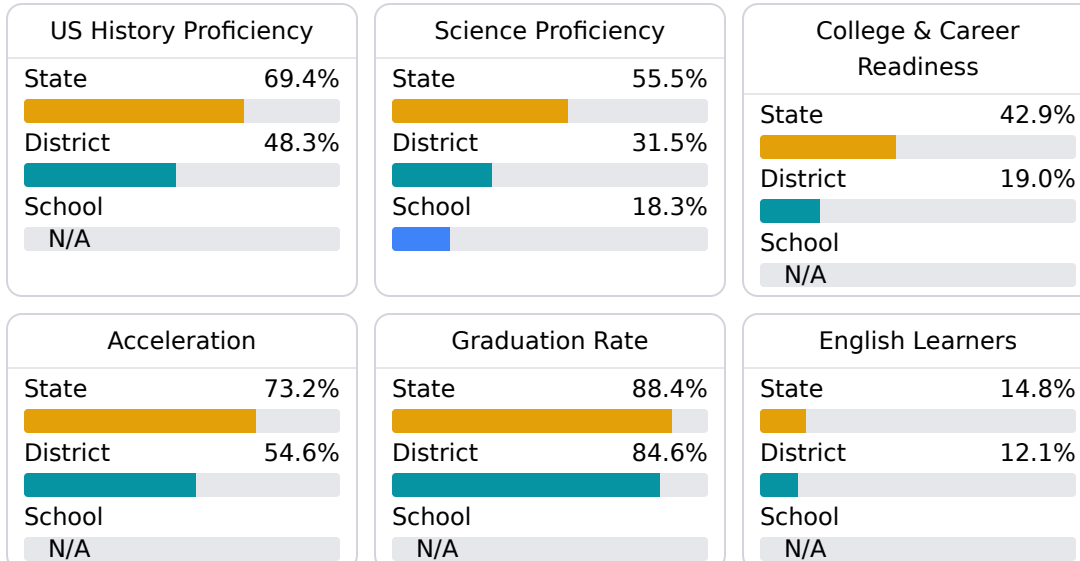 US History Proficiency
State 69.4%
District 48.3%
School
N/A
Science Proficiency
State 55.5%
District 31.5%
School 18.3%
College & Career
Readiness
State 42.9%
District 19.0%
School
N/A
Acceleration
State 73.2%
District 54.6%
School
N/A
Graduation Rate
State 88.4%
District 84.6%
School
N/A
English Learners
State 14.8%
District 12.1%
School
N/A